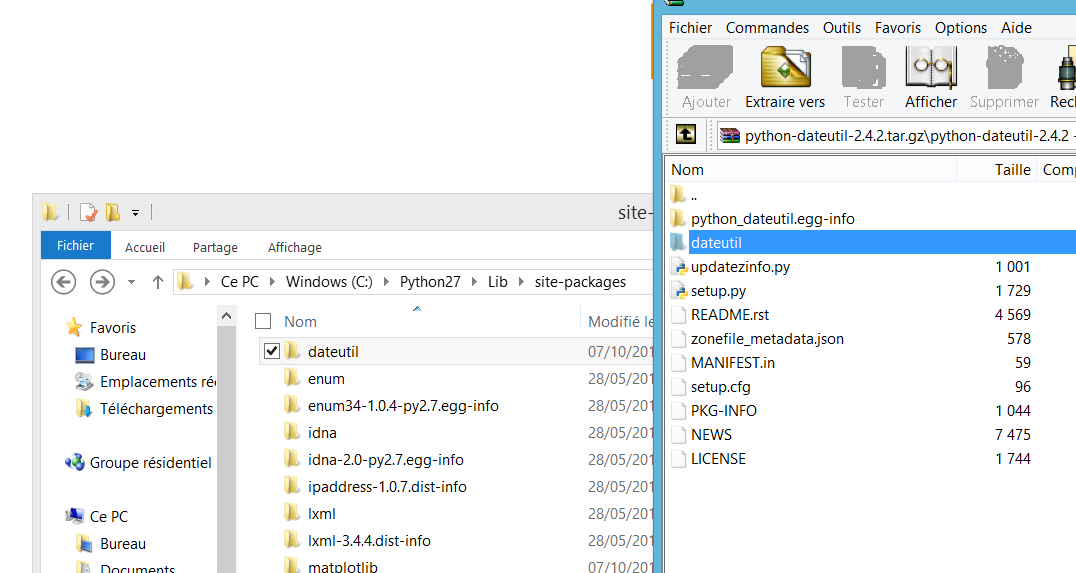 Fichier Commandes Outils Favoris Options Aide
Ajouter Extraire vers Tester Afficher Supprimer
python-dateutil-2.4.2.tar.gz\python-dateutil-2.4.2 -
Nom Taille
..
python_dateutil.egg-info
dateutil
updatezinfo.py 1 001
setup.py 1 729
README.rst 4 569
zonefile_metadata.json 578
MANIFEST.in 59
setup.cfg 96
PKG-INFO 1 044
NEWS 7 475
LICENSE 1 744
site-
Fichier Accueil Partage Affichage
Ce PC Windows (C:) Python27 Lib site-packages
Favoris
Bureau
Emplacements ré
Téléchargements
Groupe résidentiel
Ce PC
Bureau
Documents
Nom Modifié le
dateutil 07/10/201
enum 28/05/201
enum34-1.0.4-py2.7.egg-info 28/05/201
idna 28/05/201
idna-2.0-py2.7.egg-info 28/05/201
ipaddress-1.0.7.dist-info 28/05/201
lxml 28/05/201
lxml-3.4.4.dist-info 28/05/201
matplotlib 07/10/201